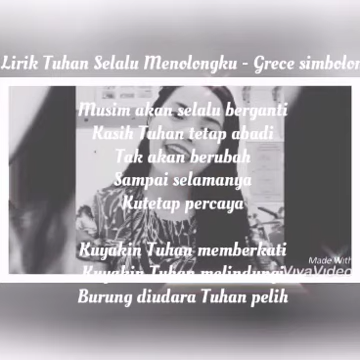 Lirik Tuhan Selalu Menolongku - Grece simbolon
Musim akan selalu berganti
Kasih Tuhan tetap abadi
Tak akan berubah
Sampai selamanya
Kutetap percaya
Kuyakin Tuhan memberkati
Kuyakin Tuhan melindungi
Burung diudara Tuhan pelih
Made With
VivaVideo